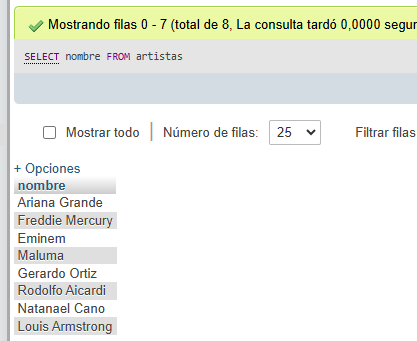 Mostrando filas 0 - 7 (total de 8, La consulta tardó 0,0000 segur
SELECT nombre FROM artistas
Mostrar todo | Número de filas: 25 Filtrar filas
+ Opciones
nombre
Ariana Grande
Freddie Mercury
Eminem
Maluma
Gerardo Ortiz
Rodolfo Aicardi
Natanael Cano
Louis Armstrong